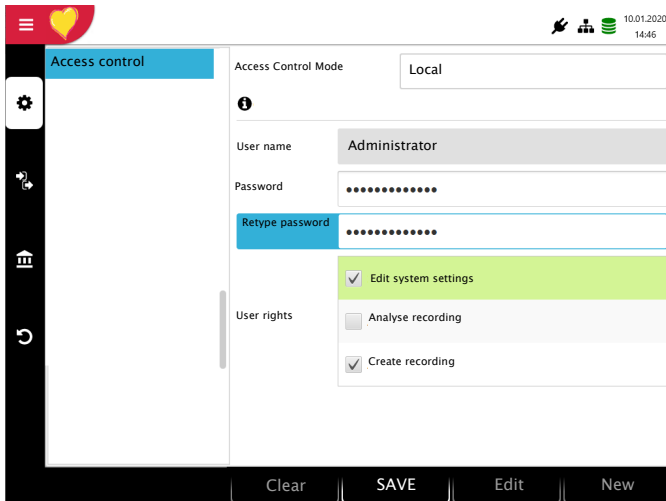 10.01.2020
14:46
Access control
Access Control Mode
Local
User name
Administrator
Password
•••••••••••••
Retype password
•••••••••••••
Edit system settings
User rights
Analyse recording
Create recording
Clear
SAVE
Edit
New